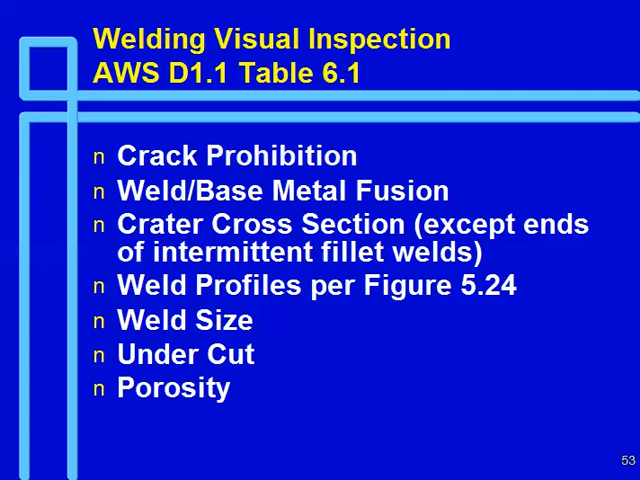 Welding Visual Inspection
AWS D1.1 Table 6.1
n Crack Prohibition
n Weld/Base Metal Fusion
n Crater Cross Section (except ends
of intermittent fillet welds)
n Weld Profiles per Figure 5.24
n Weld Size
n Under Cut
n Porosity
53